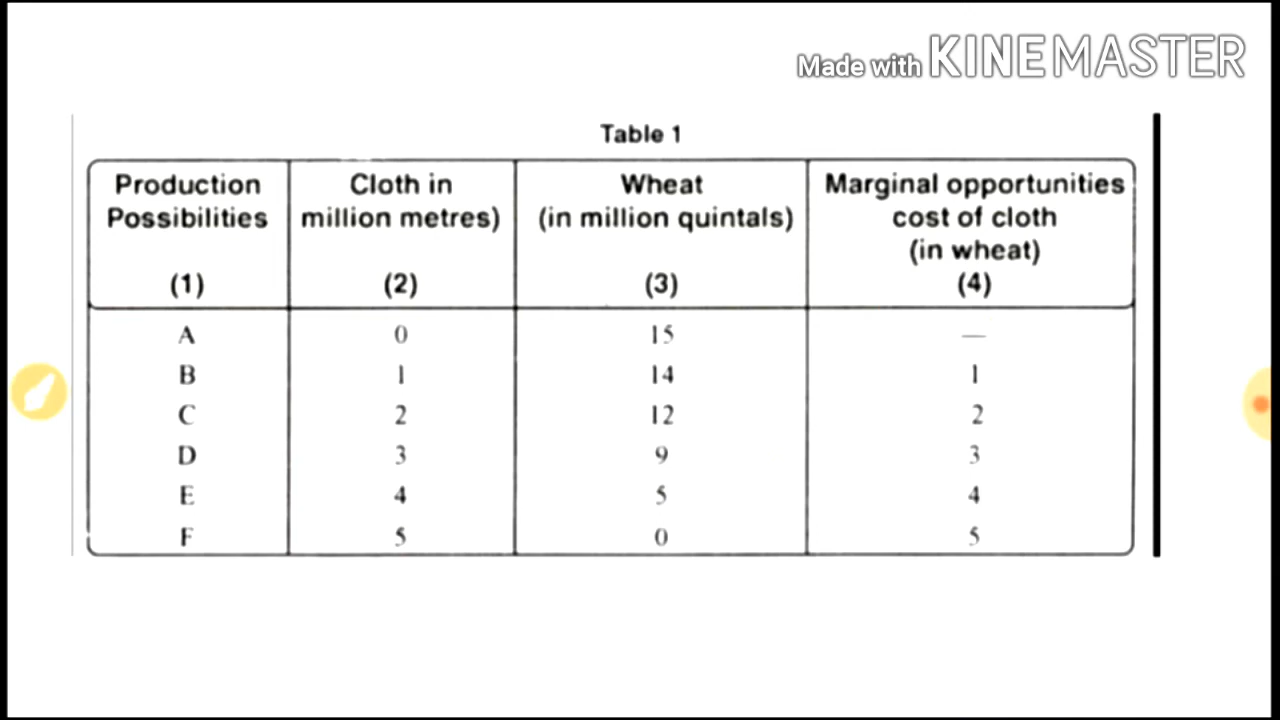 Made with KINEMASTER
Table 1
Production Possibilities (1) | Cloth in million metres) (2) | Wheat (in million quintals) (3) | Marginal opportunities cost of cloth (in wheat) (4)
A 0 15 —
B 1 14 1
C 2 12 2
D 3 9 3
E 4 5 4
F 5 0 5